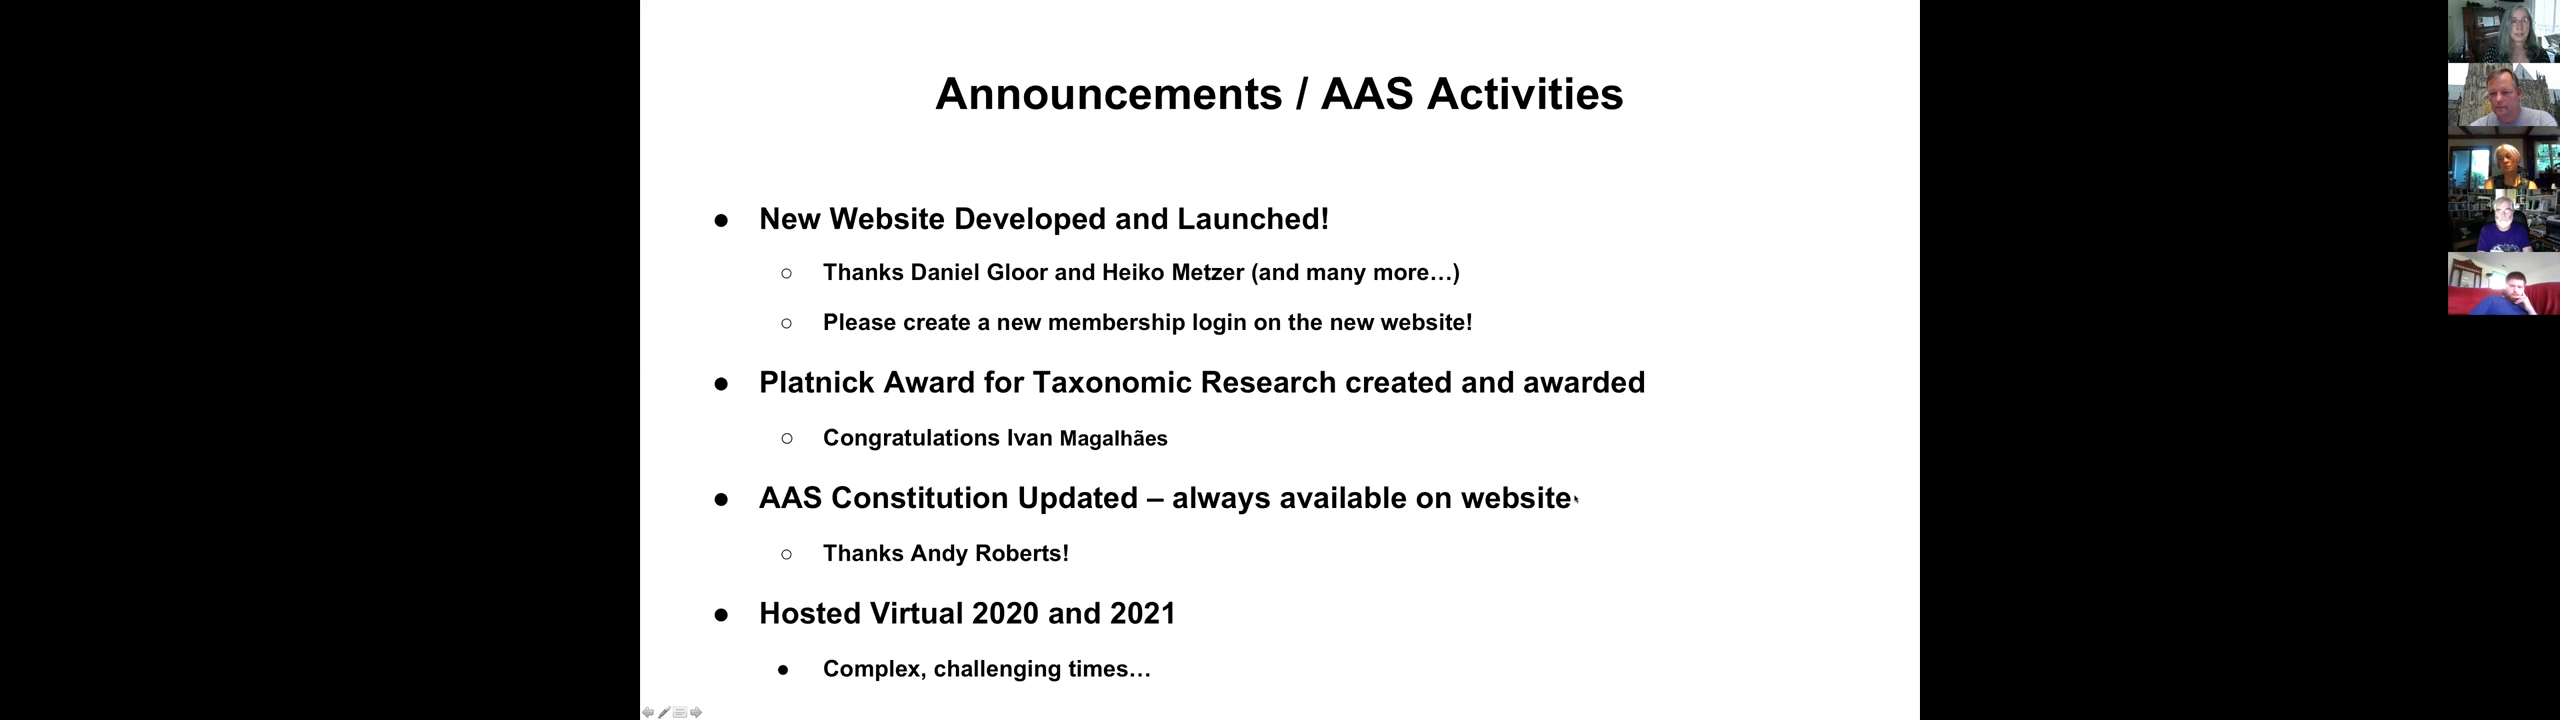 Announcements / AAS Activities
● New Website Developed and Launched!
○ Thanks Daniel Gloor and Heiko Metzer (and many more…)
○ Please create a new membership login on the new website!
● Platnick Award for Taxonomic Research created and awarded
○ Congratulations Ivan Magalhães
● AAS Constitution Updated – always available on website
○ Thanks Andy Roberts!
● Hosted Virtual 2020 and 2021
● Complex, challenging times…